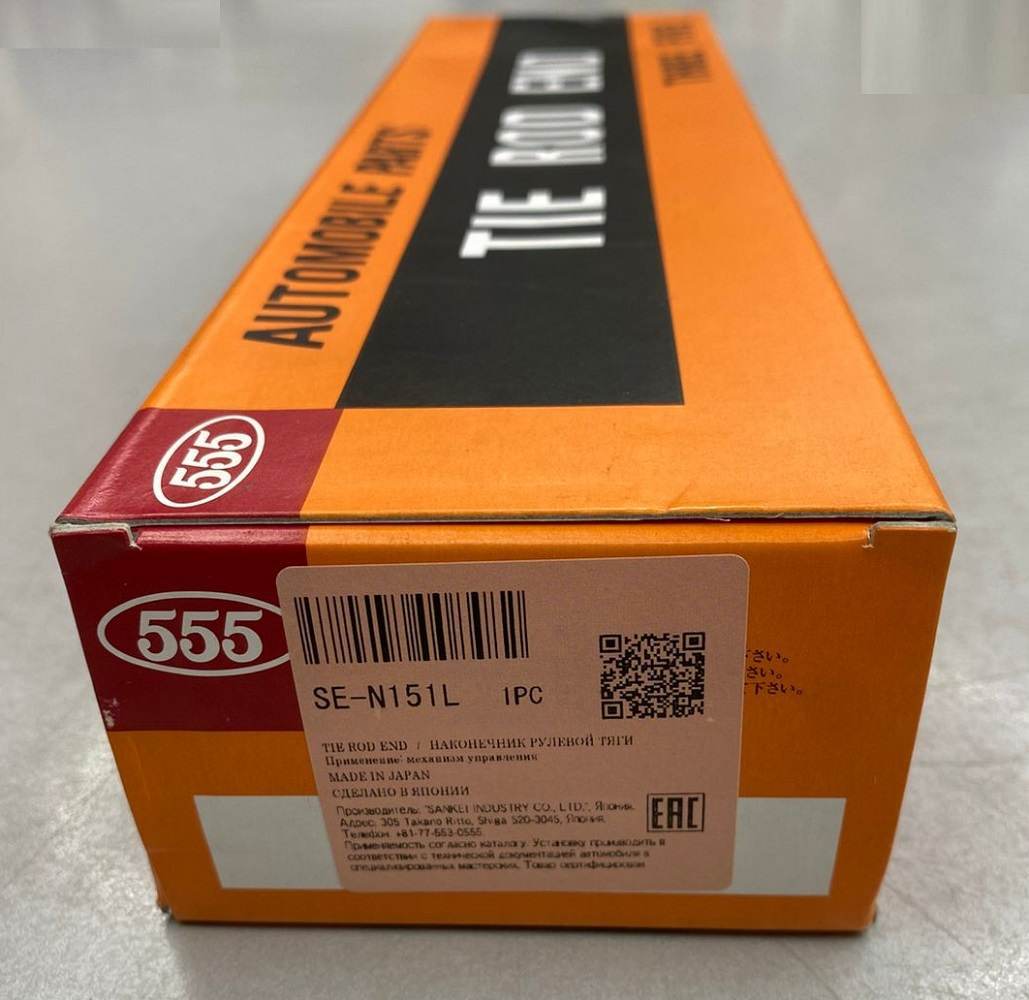 AUTOMOBILE PARTS
TIE ROD END
555
555
SE-N151L 1PC
TIE ROD END / НАКОНЕЧНИК РУЛЕВОЙ ТЯГИ
Применение: механизм управления
MADE IN JAPAN
СДЕЛАНО В ЯПОНИИ
Производитель: "SANKEI INDUSTRY CO., LTD.", Япония.
Адрес: 305 Takano Ritto, Shiga 520-3045, Япония.
Телефон: +81-77-553-0555.
Применяемость согласно каталогу. Установку производить в
соответствии с технической документацией автомобиля в
специализированных мастерских. Товар сертифицирован
EAC
さい。
さい。
下さい。